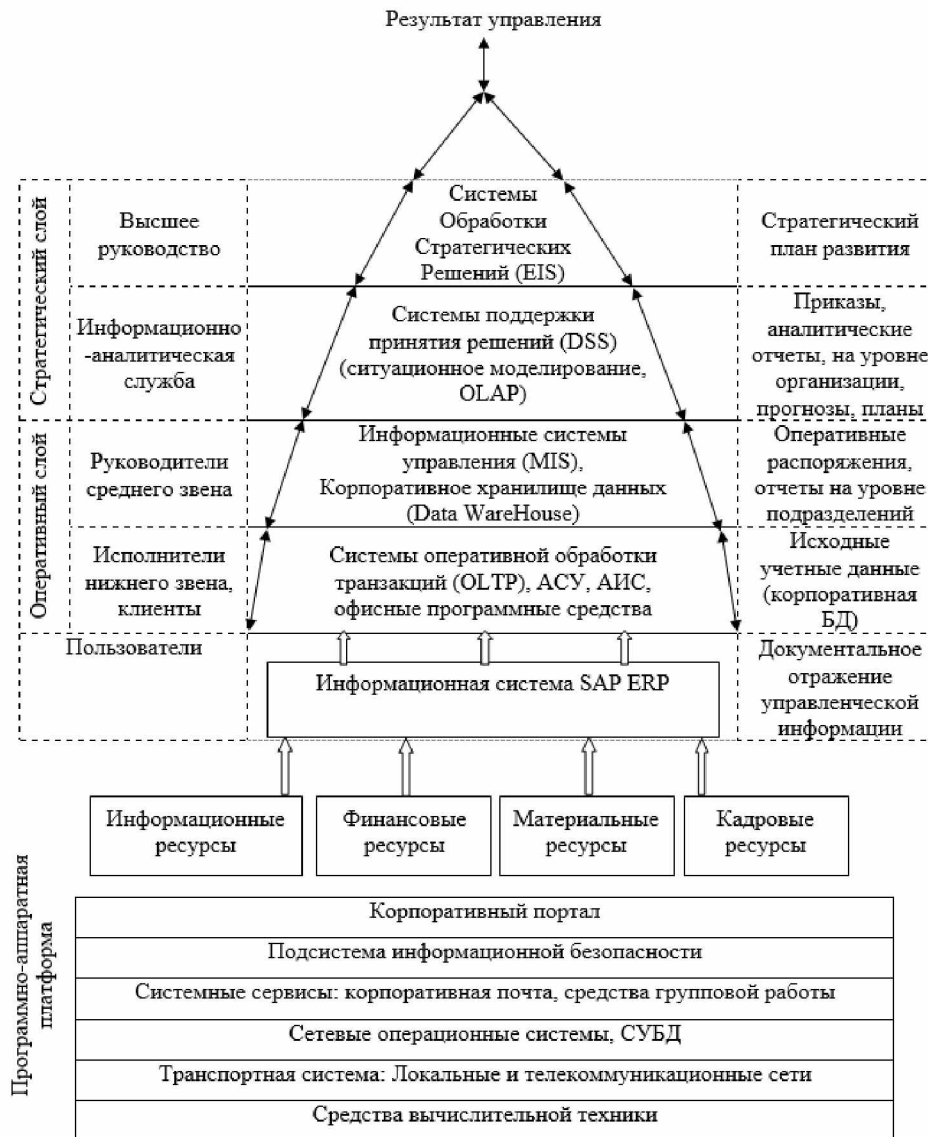 Результат управления
Стратегический слой
Высшее
руководство
Системы
Обработки
Стратегических
Решений (EIS)
Стратегический
план развития
Информационно
-аналитическая
служба
Системы поддержки
принятия решений (DSS)
(ситуационное моделирование,
OLAP)
Приказы,
аналитические
отчеты, на уровне
организации,
прогнозы, планы
Оперативный слой
Руководители
среднего звена
Информационные системы
управления (MIS),
Корпоративное хранилище данных
(Data WareHouse)
Оперативные
распоряжения,
отчеты на уровне
подразделений
Исполнители
нижнего звена,
клиенты
Системы оперативной обработки
транзакций (OLTP), АСУ, АИС,
офисные программные средства
Исходные
учетные данные
(корпоративная
БД)
Пользователи
Информационная система SAP ERP
Документальное
отражение
управленческой
информации
Информационные
ресурсы
Финансовые
ресурсы
Материальные
ресурсы
Кадровые
ресурсы
Программно-аппаратная
платформа
Корпоративный портал
Подсистема информационной безопасности
Системные сервисы: корпоративная почта, средства групповой работы
Сетевые операционные системы, СУБД
Транспортная система: Локальные и телекоммуникационные сети
Средства вычислительной техники